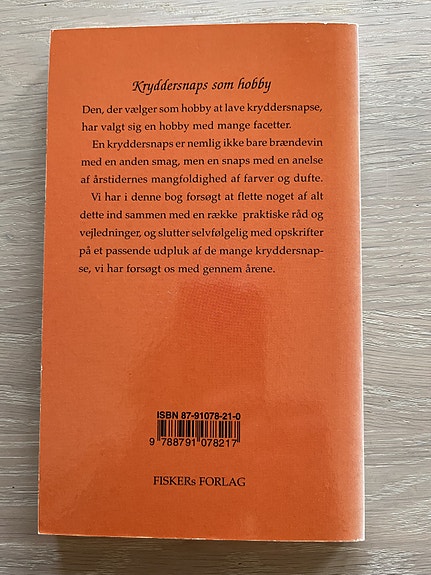 Kryddersnaps som hobby
Den, der vælger som hobby at lave kryddersnapse,
har valgt sig en hobby med mange facetter.
En kryddersnaps er nemlig ikke bare brændevin
med en anden smag, men en snaps med en anelse
af årstidernes mangfoldighed af farver og dufte.
Vi har i denne bog forsøgt at flette noget af alt
dette ind sammen med en række praktiske råd og
vejledninger, og slutter selvfølgelig med opskrifter
på et passende udpluk af de mange kryddersnap-
se, vi har forsøgt os med gennem årene.
ISBN 87-91078-21-0
9 788791 078217
FISKERs FORLAG